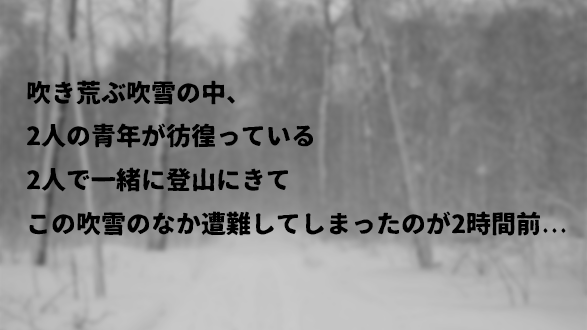 吹き荒ぶ吹雪の中、
2人の青年が彷徨っている
2人で一緒に登山にきて
この吹雪のなか遭難してしまったのが2時間前…